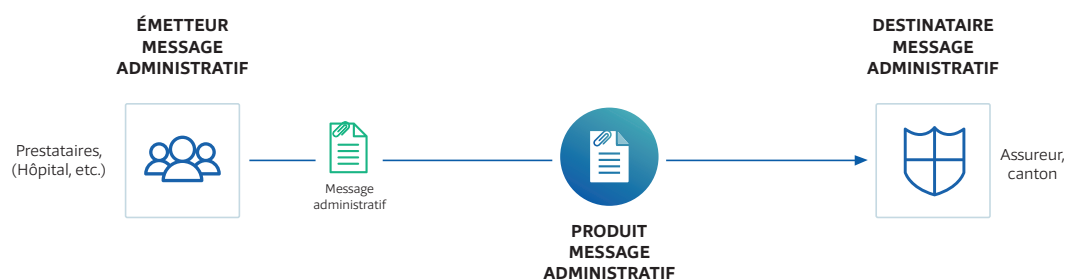 ÉMETTEUR
MESSAGE
ADMINISTRATIF
DESTINATAIRE
MESSAGE
ADMINISTRATIF
Prestataires,
(Hôpital, etc.)
Message
administratif
Assureur,
canton
PRODUIT
MESSAGE
ADMINISTRATIF